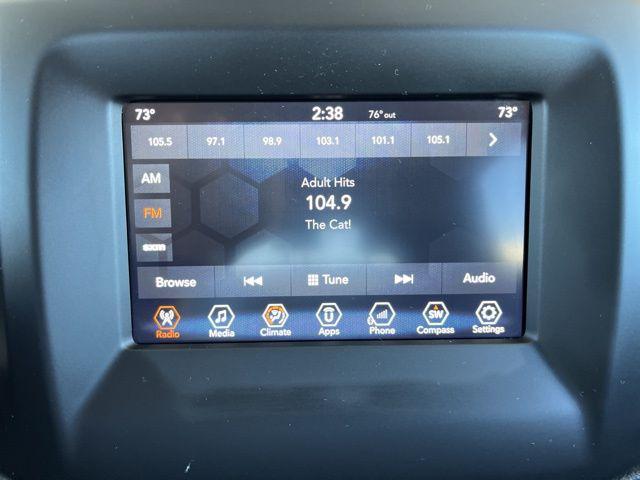 73° 2:38 76° out 73°
105.5 97.1 98.9 103.1 101.1 105.1
AM
Adult Hits
104.9
FM
The Cat!
sxm
Browse Tune Audio
SW
Radio Media Climate Apps Phone Compass Settings